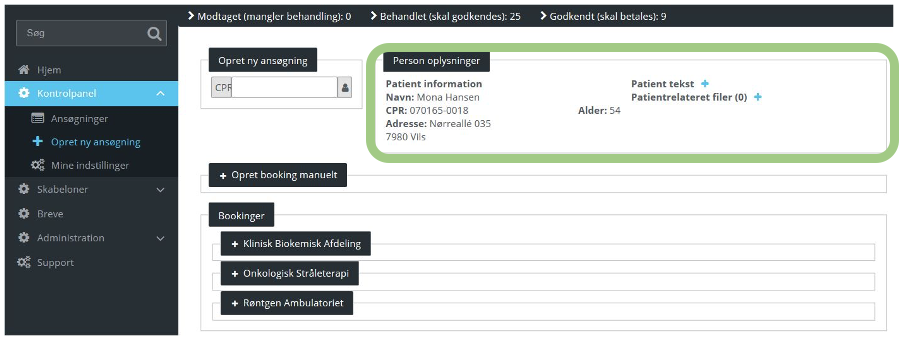 Modtaget (mangler behandling): 0 Behandlet (skal godkendes): 25 Godkendt (skal betales): 9
Søg
Hjem
Kontrolpanel
Ansøgninger
Opret ny ansøgning
Mine indstillinger
Skabeloner
Breve
Administration
Support
Opret ny ansøgning
CPR
Person oplysninger
Patient information
Navn: Mona Hansen
CPR: 070165-0018 Alder: 54
Adresse: Nørreallé 035
7980 Vils
Patient tekst +
Patientrelateret filer (0) +
+ Opret booking manuelt
Bookinger
+ Klinisk Biokemisk Afdeling
+ Onkologisk Stråleterapi
+ Røntgen Ambulatoriet